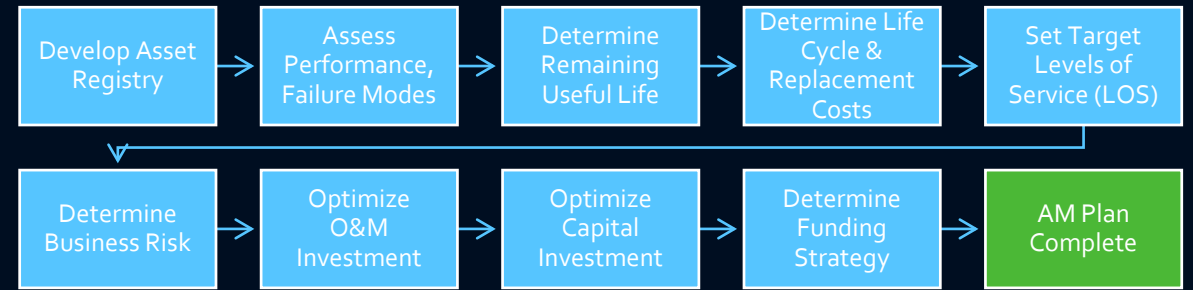 Develop Asset
Registry
Assess
Performance,
Failure Modes
Determine
Remaining
Useful Life
Determine Life
Cycle &
Replacement
Costs
Set Target
Levels of
Service (LOS)
Determine
Business Risk
Optimize
O&M
Investment
Optimize
Capital
Investment
Determine
Funding
Strategy
AM Plan
Complete